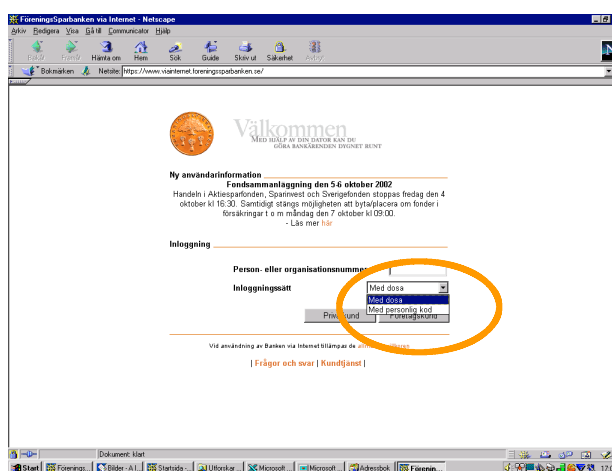 FöreningsSparbanken via Internet - Netscape
Arkiv Redigera Visa Gå till Communicator Hjälp
Bakåt Framåt Hämta om Hem Sök Guide Skriv ut Säkerhet Avbryt
Bokmärken Netsite: https://www.viainternet.foreningssparbanken.se/
Välkommen
MED HJÄLP AV DIN DATOR KAN DU
GÖRA BANKÄRENDEN DYGNET RUNT
Ny användarinformation
Fondsammanläggning den 5-6 oktober 2002
Handeln i Aktiesparfonden, Sparinvest och Sverigefonden stoppas fredag den 4
oktober kl 16:30. Samtidigt stängs möjligheten att byta/placera om fonder i
försäkringar t o m måndag den 7 oktober kl 09:00.
- Läs mer här
Inloggning
Person- eller organisationsnummer
Inloggningssätt Med dosa
Med dosa
Med personlig kod
Privatkund Företagskund
Vid användning av Banken via Internet tillämpas de
| Frågor och svar | Kundtjänst |
Dokument: klart
Start Förenings... Bilder - A I... Startsida -... Utforskar ... Microsoft ... Microsoft ... Adressbok Förenin...